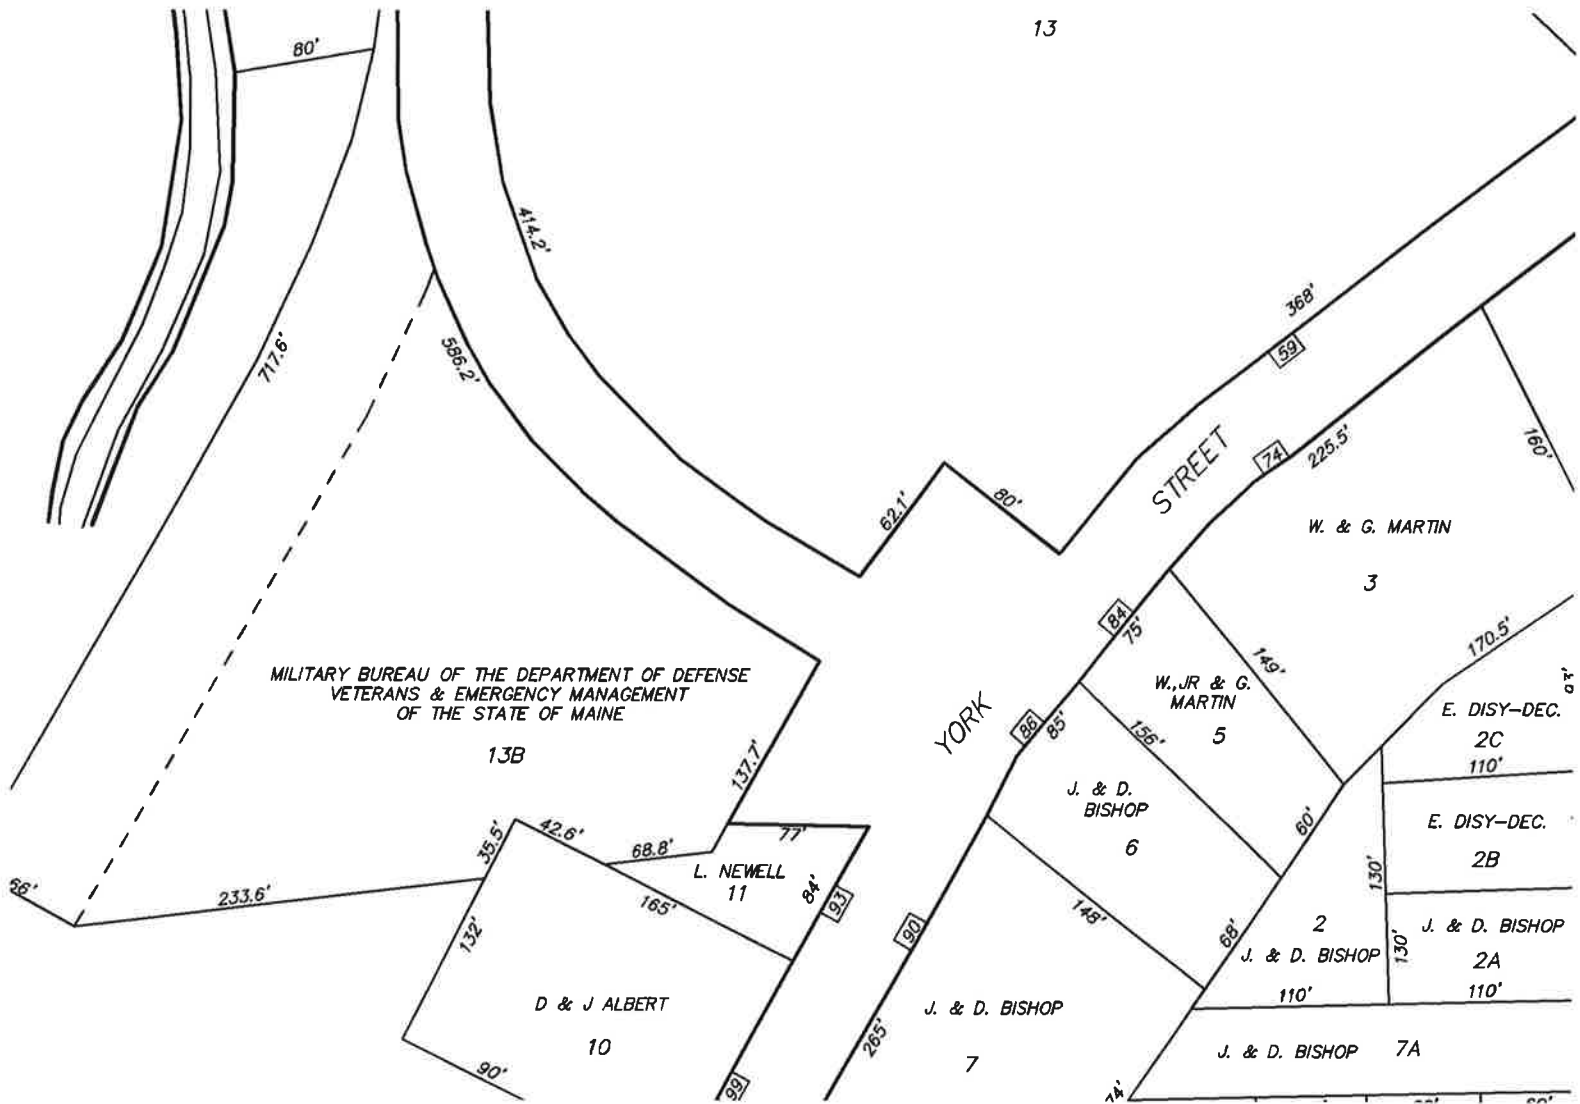 13
80'
414.2'
368'
59
717.6'
586.2'
STREET
74
225.5'
160'
62.1'
80'
W. & G. MARTIN
3
84
75'
149'
170.5'
MILITARY BUREAU OF THE DEPARTMENT OF DEFENSE
VETERANS & EMERGENCY MANAGEMENT
OF THE STATE OF MAINE
13B
137.7'
YORK
86
85'
156'
W.,JR & G.
MARTIN
5
E. DISY-DEC.
2C
110'
J. & D.
BISHOP
6
60'
E. DISY-DEC.
2B
130'
35.5'
42.6'
68.8'
77'
L. NEWELL
11
84'
93
165'
66'
233.6'
132'
90
148'
68'
2
J. & D. BISHOP
110'
130'
J. & D. BISHOP
2A
110'
D & J ALBERT
10
90'
99
265'
J. & D. BISHOP
7
J. & D. BISHOP 7A